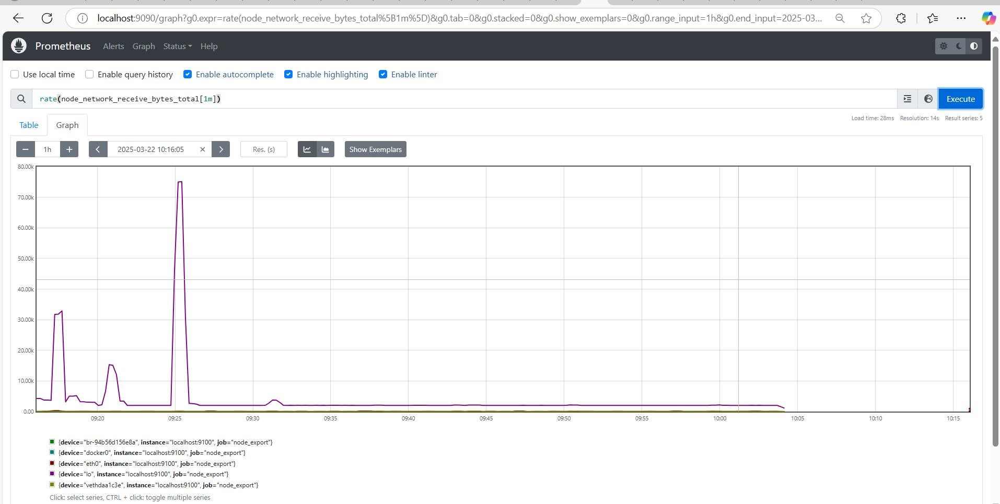 localhost:9090/graph?g0.expr=rate(node_network_receive_bytes_total%5B1m%5D)&g0.tab=0&g0.stacked=0&g0.show_exemplars=0&g0.range_input=1h&g0.end_input=2025-03...
Prometheus Alerts Graph Status Help
Use local time Enable query history Enable autocomplete Enable highlighting Enable linter
rate(node_network_receive_bytes_total[1m])
Execute
Load time: 28ms Resolution: 14s Result series: 5
Table Graph
1h 2025-03-22 10:16:05 Res. (s) Show Exemplars
80.00k
70.00k
60.00k
50.00k
40.00k
30.00k
20.00k
10.00k
0.00
09:20 09:25 09:30 09:35 09:40 09:45 09:50 09:55 10:00 10:05 10:10 10:15
{device="br-94b56d156e8a", instance="localhost:9100", job="node_export"}
{device="docker0", instance="localhost:9100", job="node_export"}
{device="eth0", instance="localhost:9100", job="node_export"}
{device="lo", instance="localhost:9100", job="node_export"}
{device="vethdaa1c3e", instance="localhost:9100", job="node_export"}
Click: select series, CTRL + click: toggle multiple series